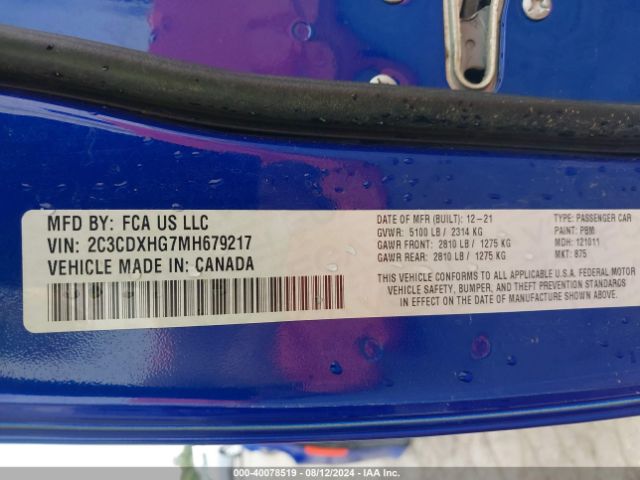 MFD BY: FCA US LLC
VIN: 2C3CDXHG7MH679217
VEHICLE MADE IN: CANADA
DATE OF MFR (BUILT): 12-21
GVWR: 5100 LB / 2314 KG
GAWR FRONT: 2810 LB / 1275 KG
GAWR REAR: 2810 LB / 1275 KG
TYPE: PASSENGER CAR
PAINT: PBM
MDH: 121011
MKT: 875
THIS VEHICLE CONFORMS TO ALL APPLICABLE U.S.A. FEDERAL MOTOR
VEHICLE SAFETY, BUMPER, AND THEFT PREVENTION STANDARDS
IN EFFECT ON THE DATE OF MANUFACTURE SHOWN ABOVE.
000-40078519 - 08/12/2024 - IAA Inc.